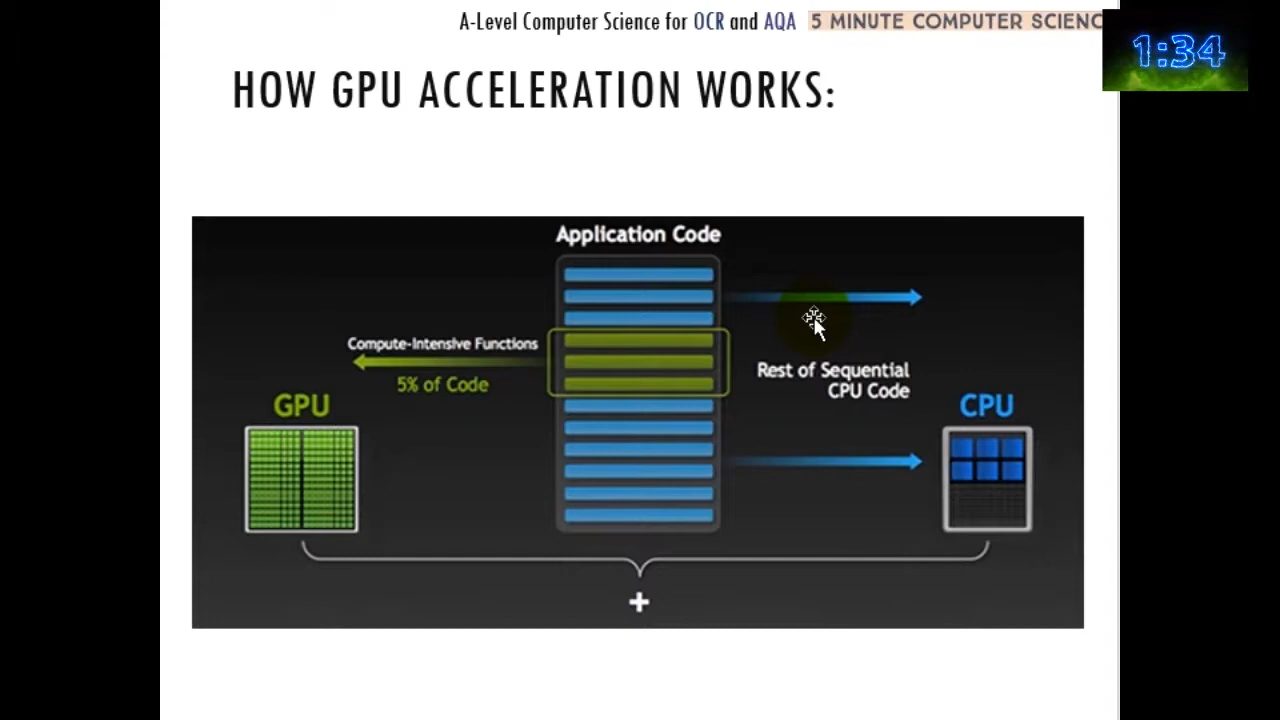 A-Level Computer Science for OCR and AQA 5 MINUTE COMPUTER SCIENC
1:34
HOW GPU ACCELERATION WORKS:
Application Code
Compute-Intensive Functions
5% of Code
Rest of Sequential
CPU Code
GPU
CPU
+